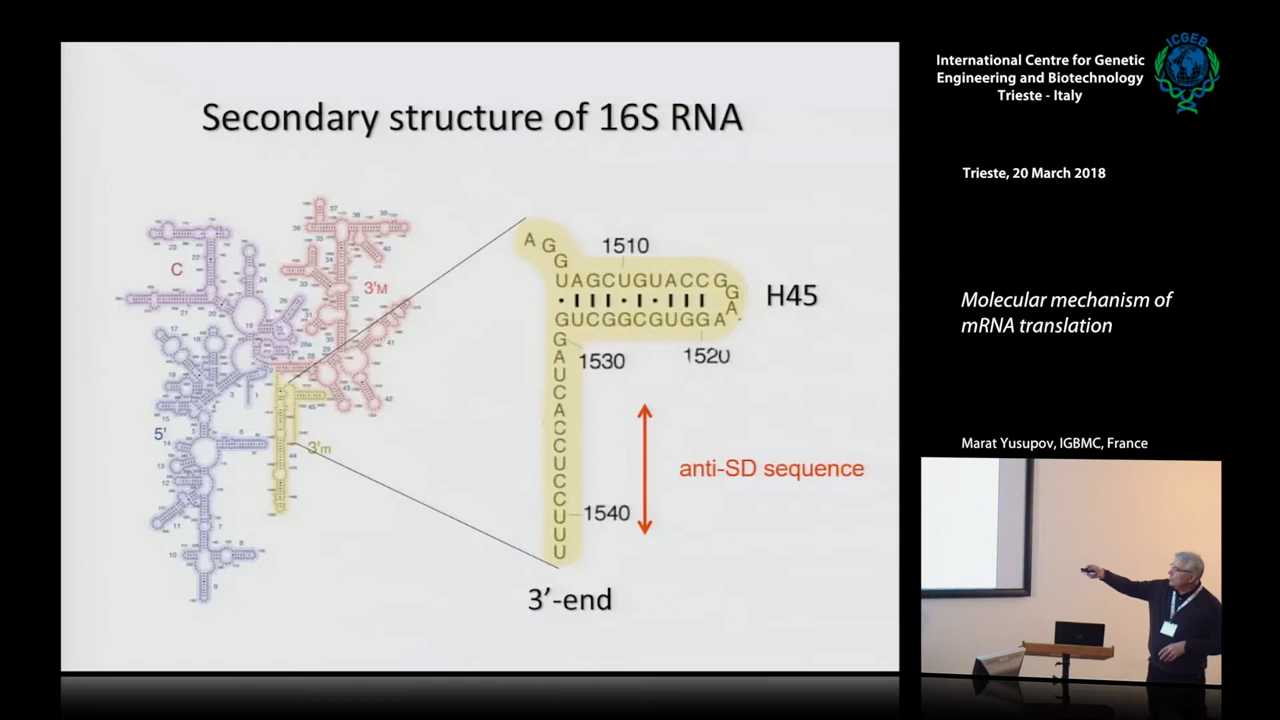 Secondary structure of 16S RNA
C
3'M
5'
3'm
A
G
G
1510
UAGCUGUACCG
G
A
H45
GUCGGCGUGGA
1520
G
1530
A
U
C
A
C
C
U
C
C
U
U
U
1540
anti-SD sequence
3’-end
International Centre for Genetic
Engineering and Biotechnology
Trieste - Italy
ICGEB
Trieste, 20 March 2018
Molecular mechanism of
mRNA translation
Marat Yusupov, IGBMC, France